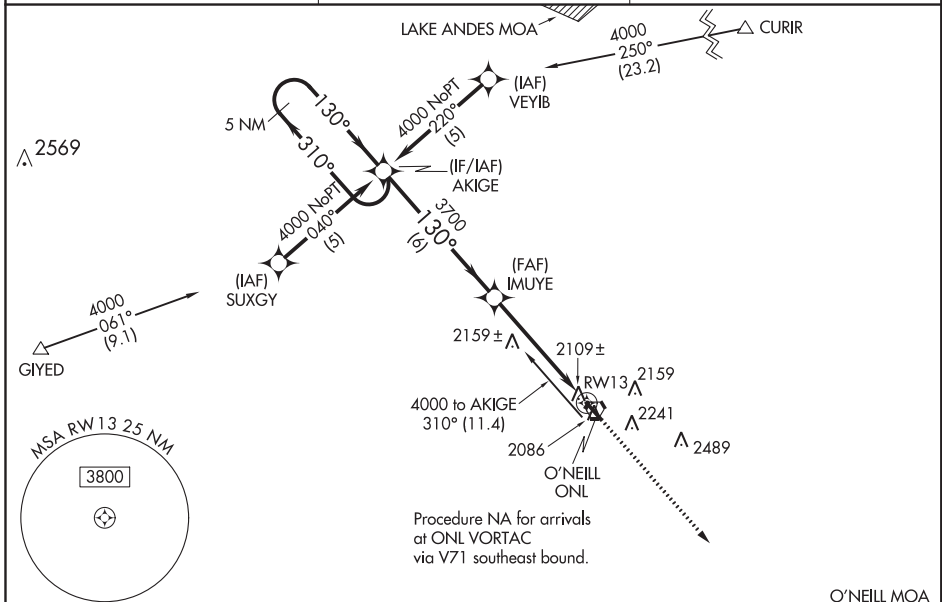 LAKE ANDES MOA
4000
250°
(23.2)
CURIR
(IAF)
VEYIB
4000 NoPT
220°
(5)
5 NM
130°
310°
2569
(IF/IAF)
AKIGE
4000 NoPT
040°
(5)
3700
130°
(6)
(IAF)
SUXGY
(FAF)
IMUYE
4000
061°
(9.1)
GIYED
2159±
2109±
RW13
2159
4000 to AKIGE
310° (11.4)
2241
2086
2489
O'NEILL
ONL
MSA RW13 25 NM
3800
Procedure NA for arrivals
at ONL VORTAC
via V71 southeast bound.
O'NEILL MOA